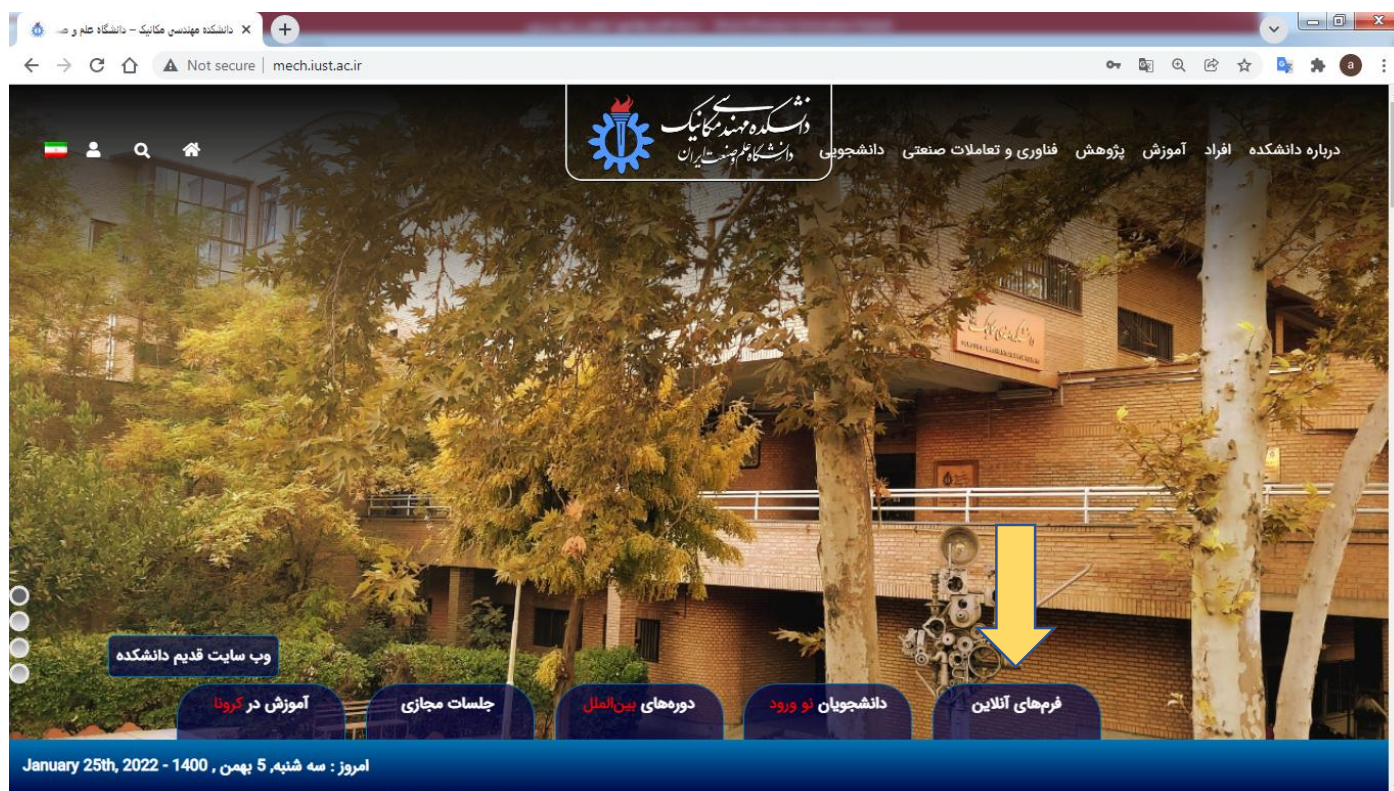 دانشکده مهندسی مکانیک – دانشگاه علم و ص
Not secure | mech.iust.ac.ir
a
دانشکده مهندسی مکانیک
دانشگاه علم و صنعت ایران
درباره دانشکده افراد آموزش پژوهش فناوری و تعاملات صنعتی دانشجویی
وب سایت قدیم دانشکده
فرم‌های آنلاین
دانشجویان نو ورود
دوره‌های بین‌الملل
جلسات مجازی
آموزش در کرونا
امروز : سه شنبه, 5 بهمن , 1400 - January 25th, 2022